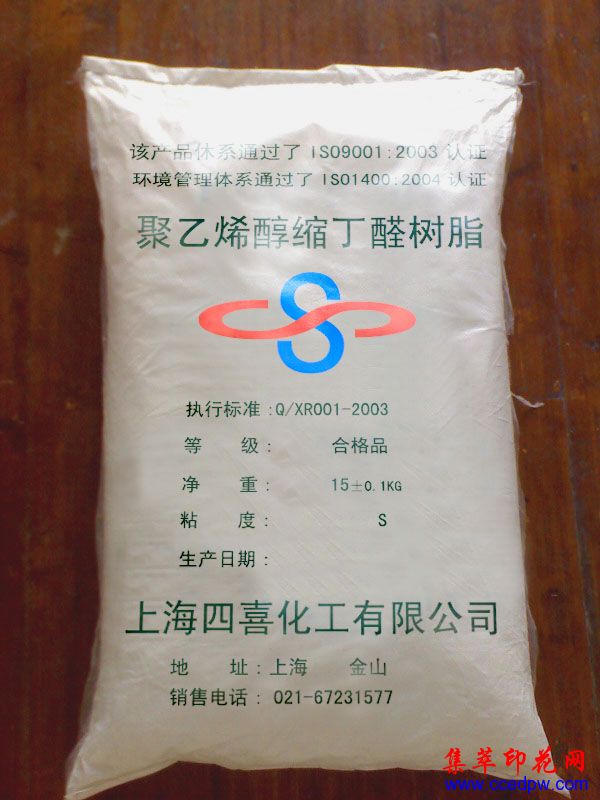 该产品休系通过了 ISO9001:2003 认证
环境管理体系通过了 ISO1400:2004 认证
聚乙烯醇缩丁醛树脂
执行标准:Q/XR001-2003
等 级: 合格品
净 重: 15±0.1KG
粘 度: S
生产日期:
上海四喜化工有限公司
地 址:上海 金山
销售电话: 021-67231577
集萃印花网
www.ccedpw.com